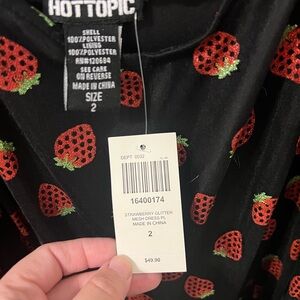 HOTTOPIC
SHELL
100%POLYESTER
LINING
100%POLYESTER
RN#120684
SEE CARE
ON REVERSE
MADE IN CHINA
SIZE
2
DEPT 0032
16400174
STRAWBERRY GLITTER
MESH DRESS PL
MADE IN CHINA
2
$49.90